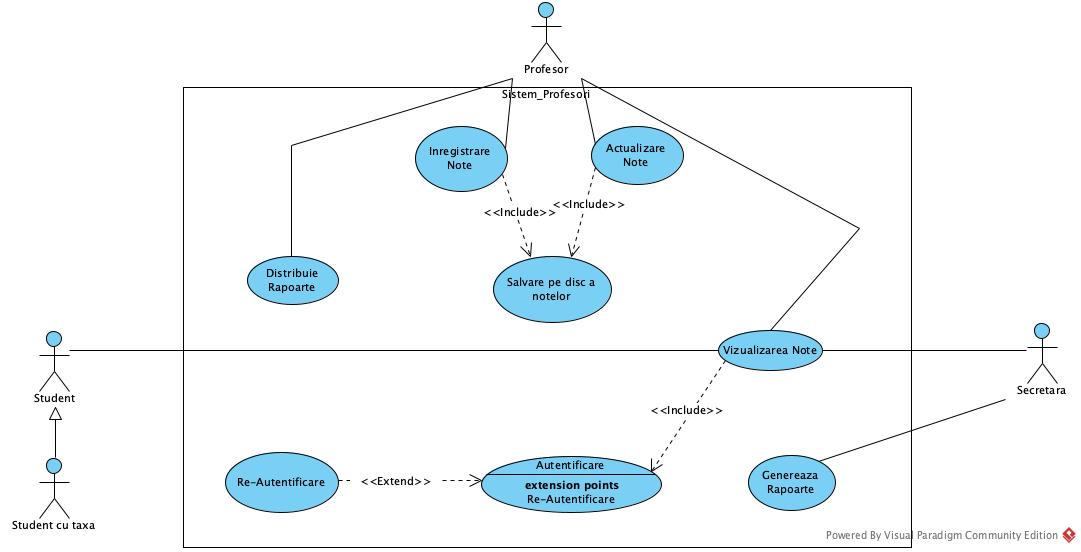 Profesor
Sistem_Profesori
Inregistrare
Note
Actualizare
Note
<<Include>>
<<Include>>
Distribuie
Rapoarte
Salvare pe disc a
notelor
Vizualizarea Note
Student
Secretara
<<Include>>
Re-Autentificare
<<Extend>>
Autentificare
extension points
Re-Autentificare
Genereaza
Rapoarte
Student cu taxa
Powered By Visual Paradigm Community Edition